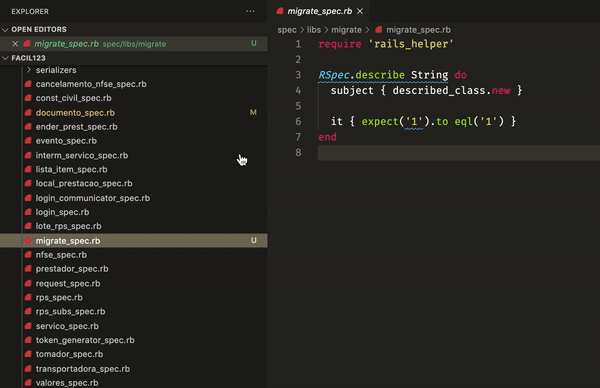 EXPLORER
OPEN EDITORS
migrate_spec.rb spec/libs/migrate U
FACIL123
serializers
cancelamento_nfse_spec.rb
const_civil_spec.rb
documento_spec.rb M
ender_prest_spec.rb
evento_spec.rb
interm_servico_spec.rb
lista_item_spec.rb
local_prestacao_spec.rb
login_communicator_spec.rb
login_spec.rb
lote_rps_spec.rb
migrate_spec.rb U
nfse_spec.rb
prestador_spec.rb
request_spec.rb
rps_spec.rb
rps_subs_spec.rb
servico_spec.rb
token_generator_spec.rb
tomador_spec.rb
transportadora_spec.rb
valores_spec.rb
migrate_spec.rb
spec > libs > migrate > migrate_spec.rb
1 require 'rails_helper'
2
3 RSpec.describe String do
4 subject { described_class.new }
5
6 it { expect('1').to eql('1') }
7 end
8